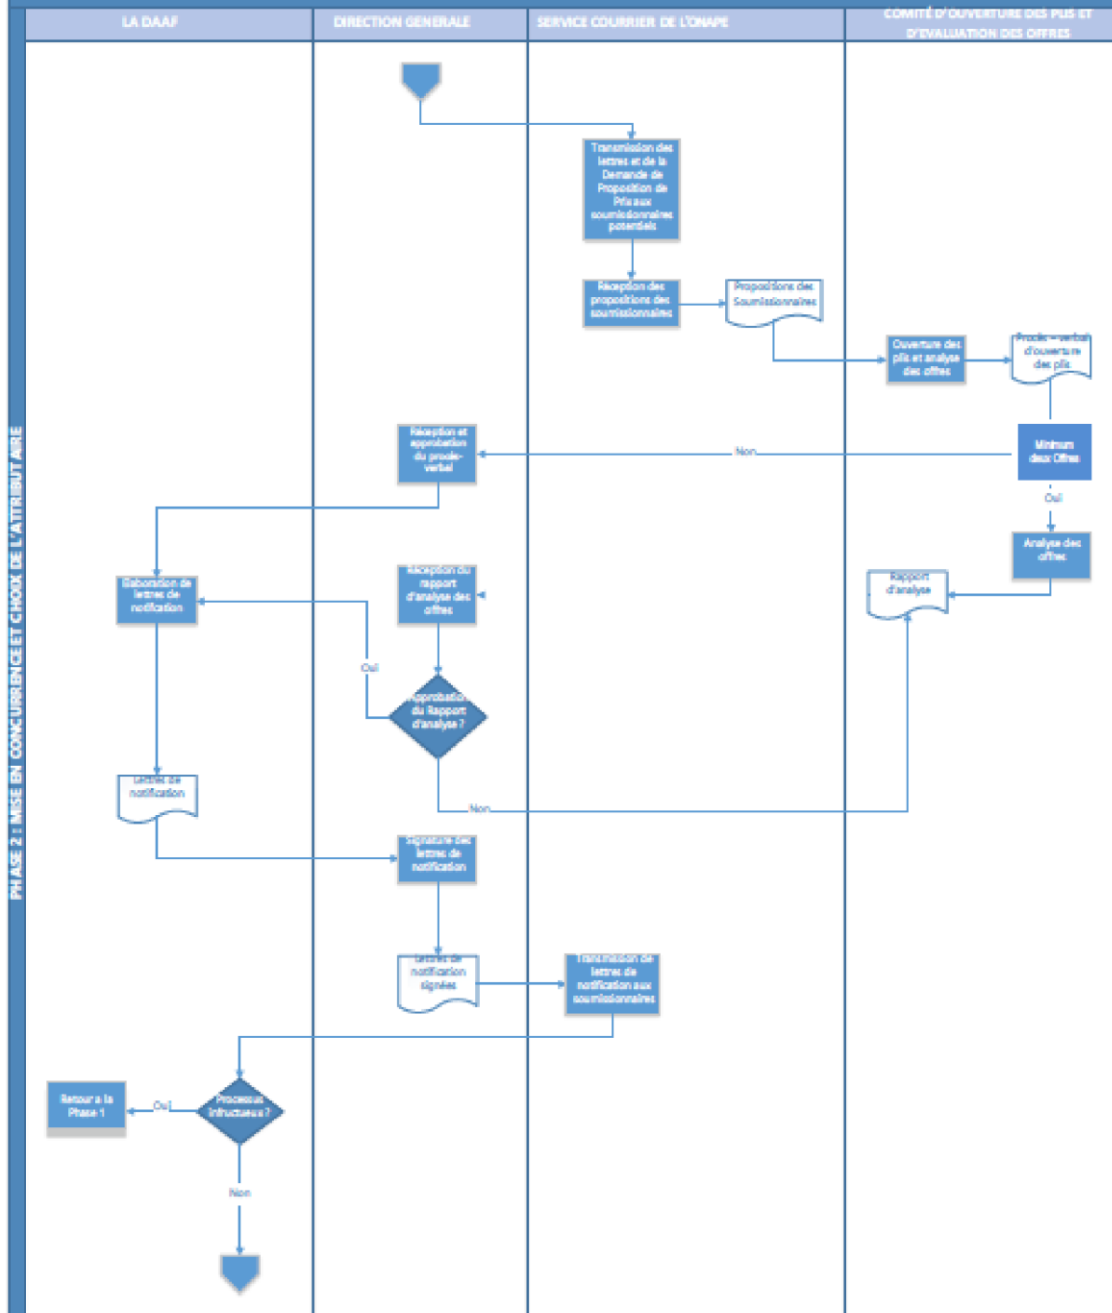 LA DAAF
DIRECTION GENERALE
SERVICE COURRIER DE L'ONAPE
COMITÉ D'OUVERTURE DES PLIS ET
D'EVALUATION DES OFFRES
PHASE 2 : MISE EN CONCURRENCE ET CHOIX DE L'ATTRIBUTAIRE
Transmission des
lettres et de la
Demande de
Proposition de
Prix aux
soumissionnaires
potentiels
Réception des
propositions des
soumissionnaires
Propositions des
Soumissionnaires
Ouverture des
plis et analyse
des offres
Procès – verbal
d'ouverture
des plis
Réception et
approbation
du procès-
verbal
Non
Minimum
deux Offres
Oui
Analyse des
offres
Elaboration de
lettres de
notification
Réception du
rapport
d'analyse des
offres
Rapport
d'analyse
Oui
Approbation
du Rapport
d'analyse ?
Lettres de
notification
Non
Signature des
lettres de
notification
Lettres de
notification
signées
Transmission de
lettres de
notification aux
soumissionnaires
Retour a la
Phase 1
Oui
Processus
infructueux ?
Non